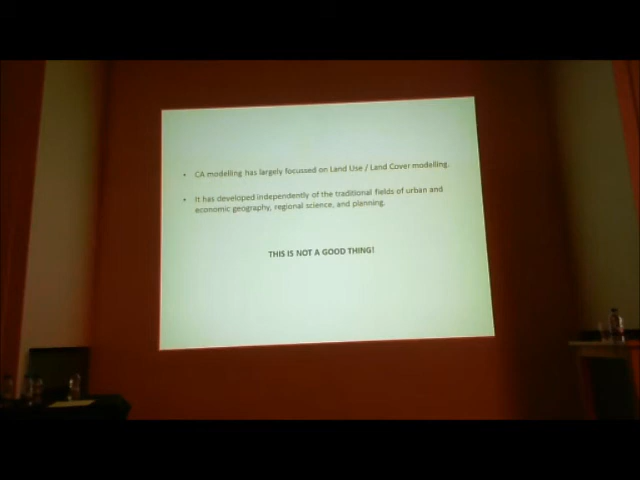 • CA modelling has largely focussed on Land Use / Land Cover modelling.
• It has developed independently of the traditional fields of urban and
economic geography, regional science, and planning.
THIS IS NOT A GOOD THING!